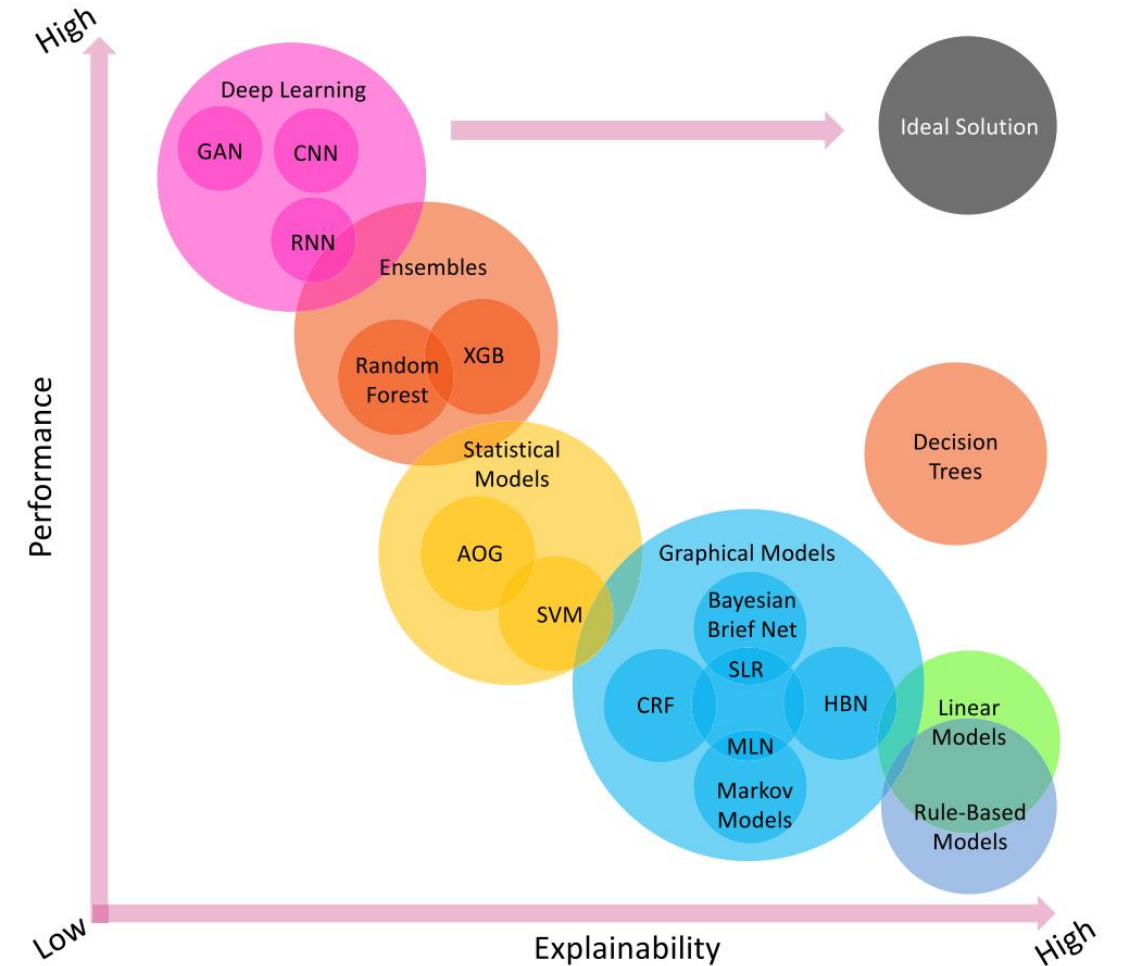 High
Deep Learning
GAN
CNN
RNN
Ideal Solution
Ensembles
Random
Forest
XGB
Decision
Trees
Statistical
Models
AOG
SVM
Graphical Models
Bayesian
Brief Net
SLR
CRF
HBN
MLN
Markov
Models
Linear
Models
Rule-Based
Models
Performance
Low
Explainability
High